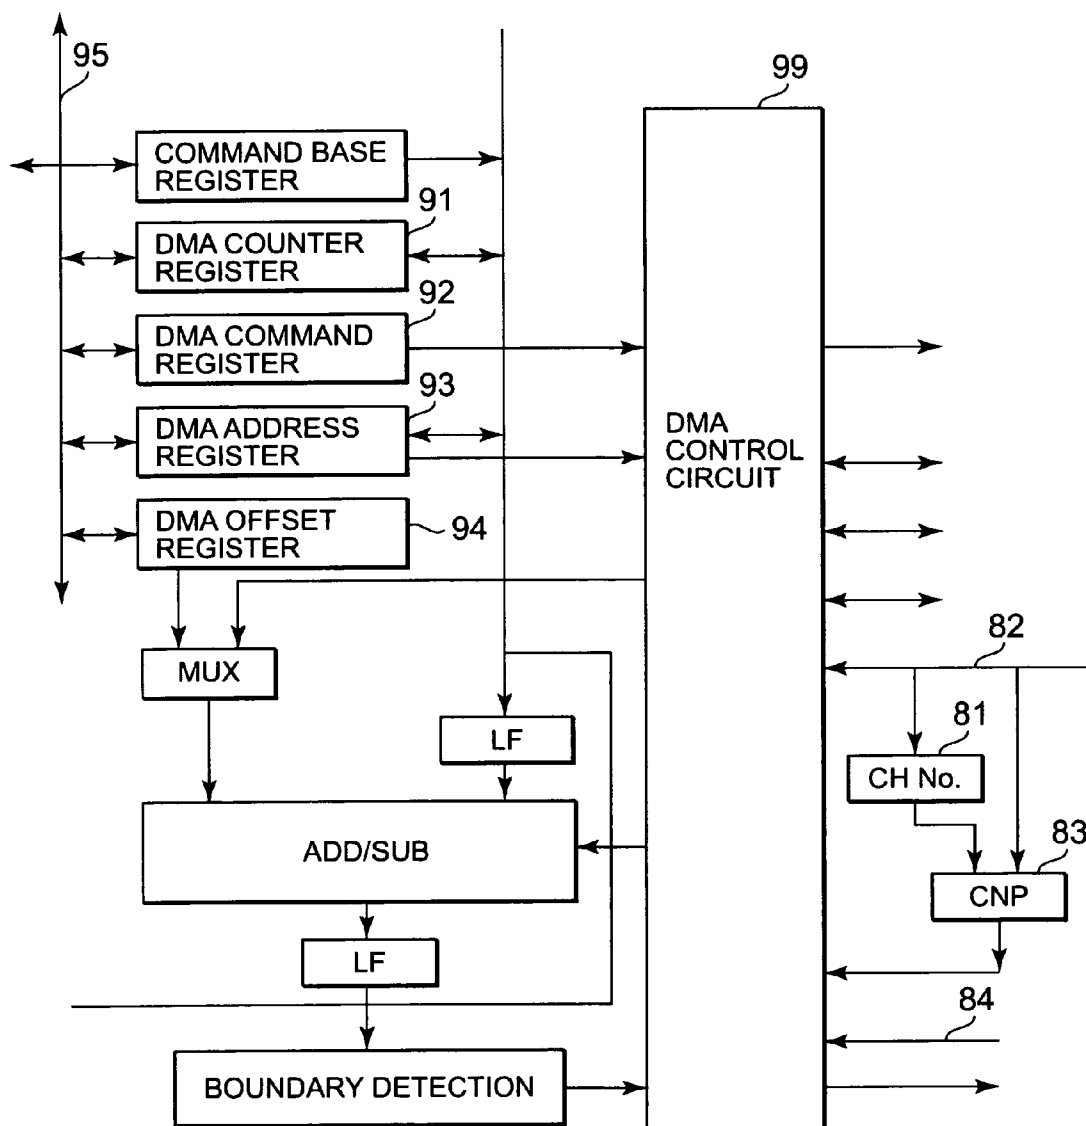 95
99
COMMAND BASE
REGISTER
91
DMA COUNTER
REGISTER
92
DMA COMMAND
REGISTER
93
DMA ADDRESS
REGISTER
DMA
CONTROL
CIRCUIT
DMA OFFSET
REGISTER
94
MUX
82
LF
81
CH No.
ADD/SUB
83
CNP
LF
84
BOUNDARY DETECTION